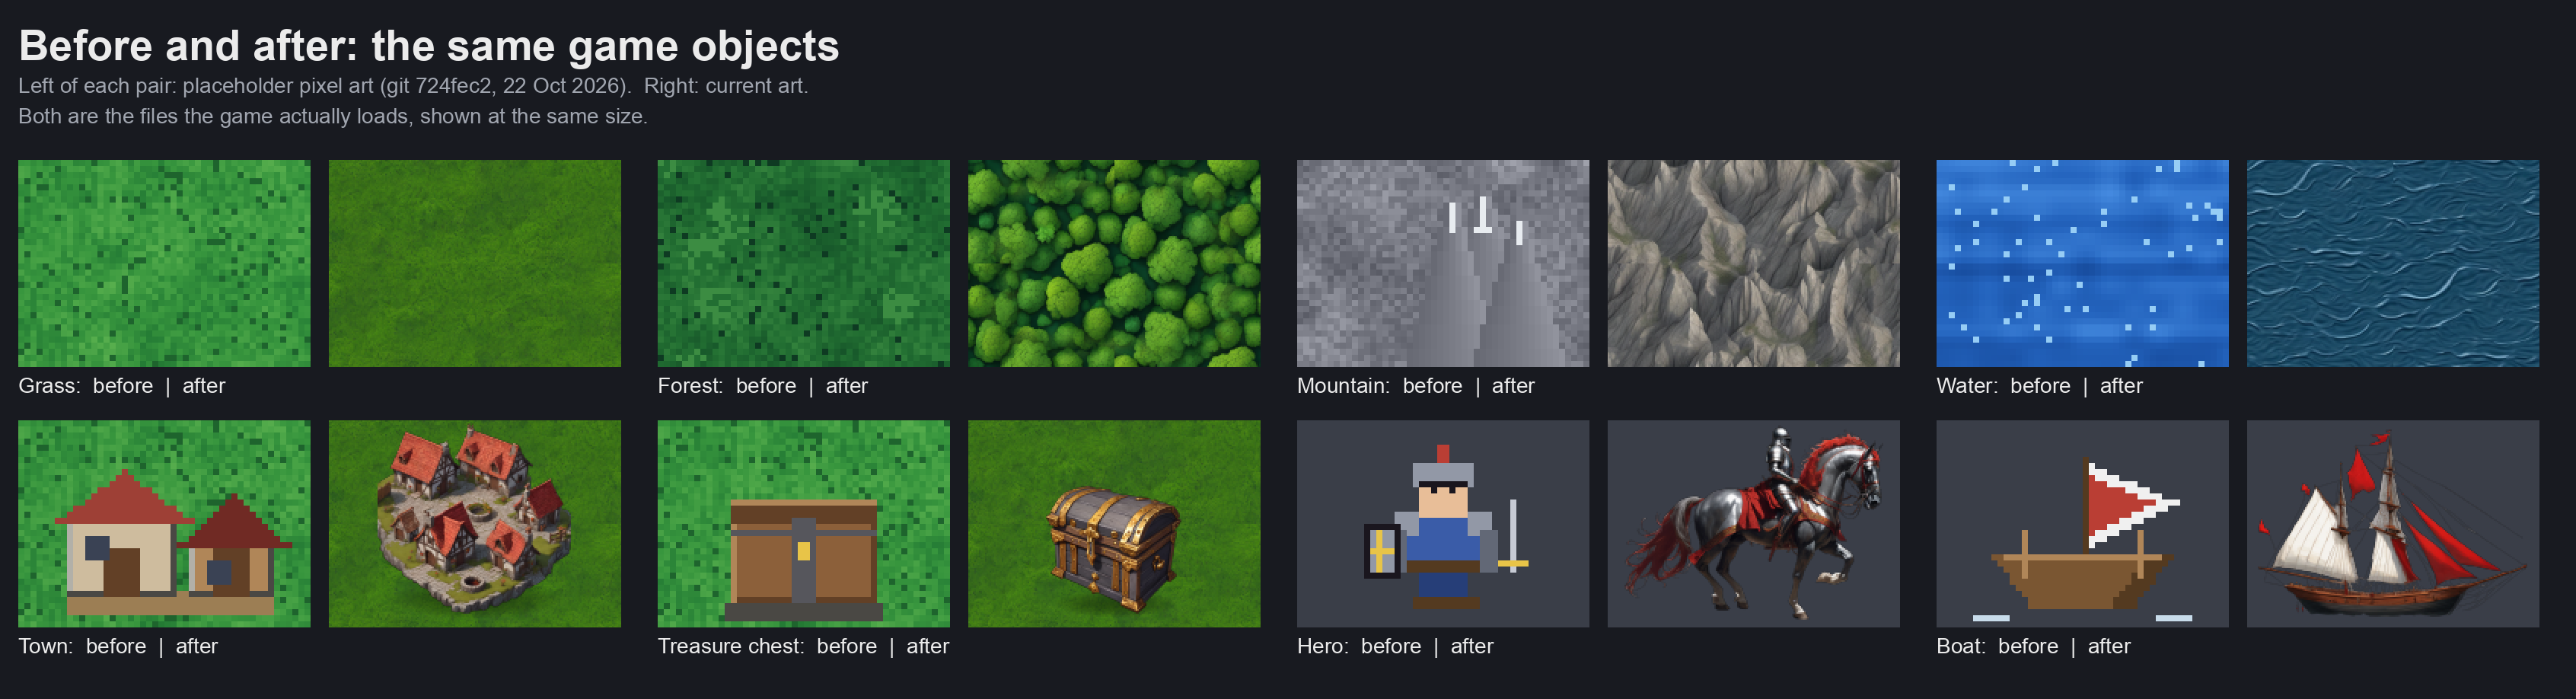 Before and after: the same game objects
Left of each pair: placeholder pixel art (git 724fec2, 22 Oct 2026).  Right: current art.
Both are the files the game actually loads, shown at the same size.
Grass:  before  |  after
Forest:  before  |  after
Mountain:  before  |  after
Water:  before  |  after
Town:  before  |  after
Treasure chest:  before  |  after
Hero:  before  |  after
Boat:  before  |  after